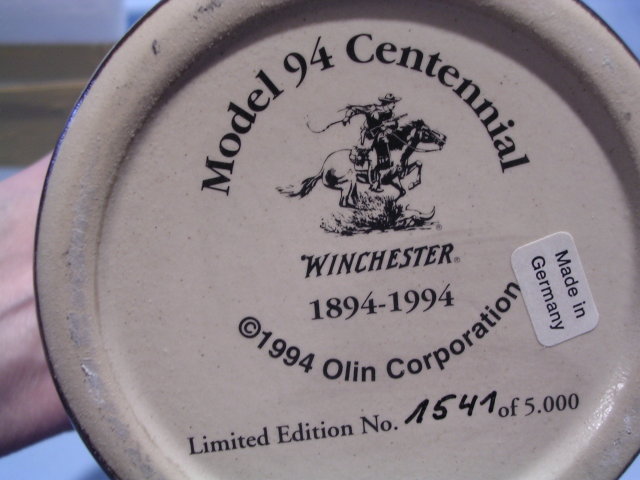 Model 94 Centennial
WINCHESTER®
1894-1994
©1994 Olin Corporation
Made in
Germany
Limited Edition No. 1541 of 5.000